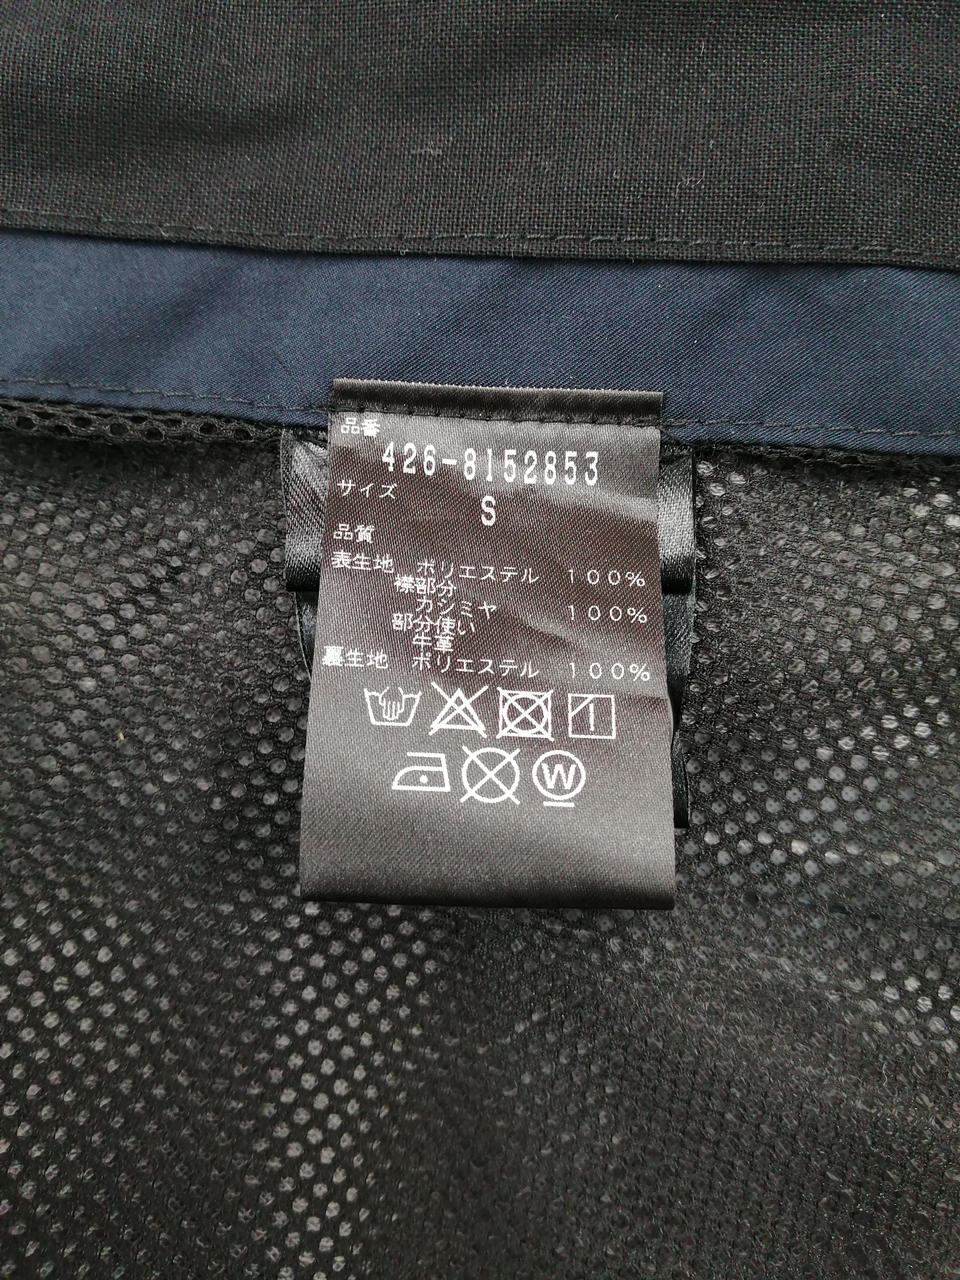 品番
426-8152853
サイズ
S
品質
表生地 ポリエステル 100%
襟部分
カシミヤ 100%
部分使い
牛革
裏生地 ポリエステル 100%
W